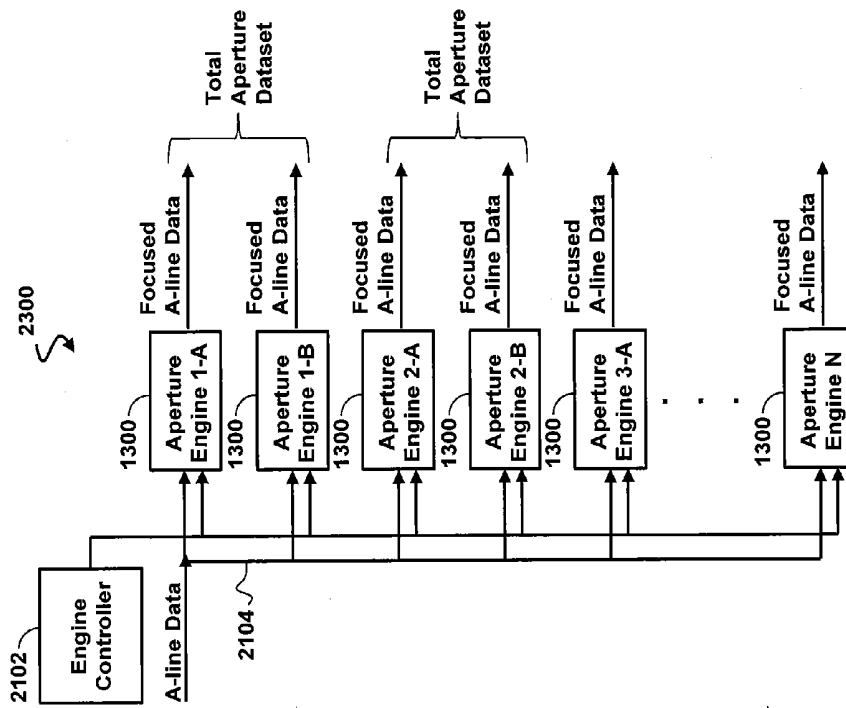 2300
2102
Engine
Controller
A-line Data
2104
1300
Aperture
Engine 1-A
Focused
A-line Data
1300
Aperture
Engine 1-B
Focused
A-line Data
Total
Aperture
Dataset
1300
Aperture
Engine 2-A
Focused
A-line Data
1300
Aperture
Engine 2-B
Focused
A-line Data
Total
Aperture
Dataset
1300
Aperture
Engine 3-A
Focused
A-line Data
. . .
1300
Aperture
Engine N
Focused
A-line Data